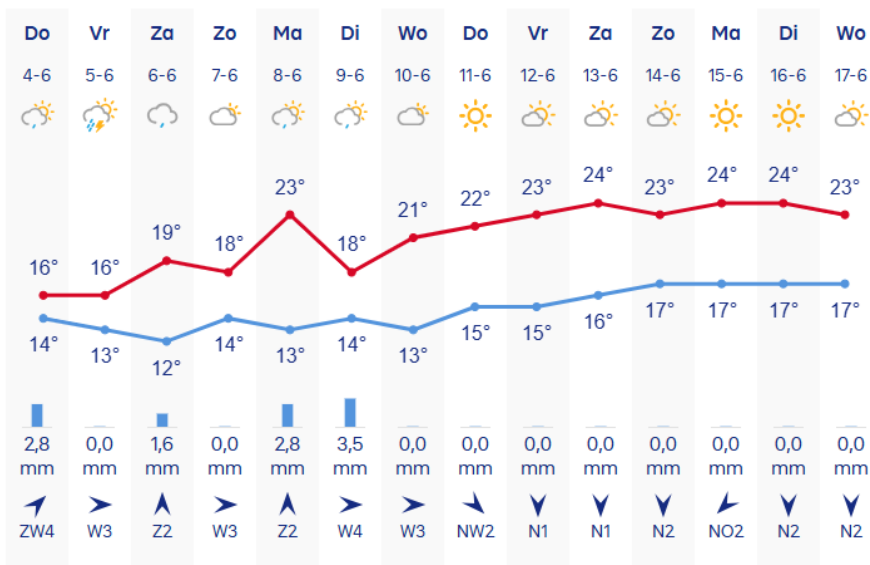 Do Vr Za Zo Ma Di Wo Do Vr Za Zo Ma Di Wo
4-6 5-6 6-6 7-6 8-6 9-6 10-6 11-6 12-6 13-6 14-6 15-6 16-6 17-6
16° 16° 19° 18° 23° 18° 21° 22° 23° 24° 23° 24° 24° 23°
14° 13° 12° 14° 13° 14° 13° 15° 15° 16° 17° 17° 17° 17°
2,8 0,0 1,6 0,0 2,8 3,5 0,0 0,0 0,0 0,0 0,0 0,0 0,0 0,0
mm mm mm mm mm mm mm mm mm mm mm mm mm mm
ZW4 W3 Z2 W3 Z2 W4 W3 NW2 N1 N1 N2 NO2 N2 N2